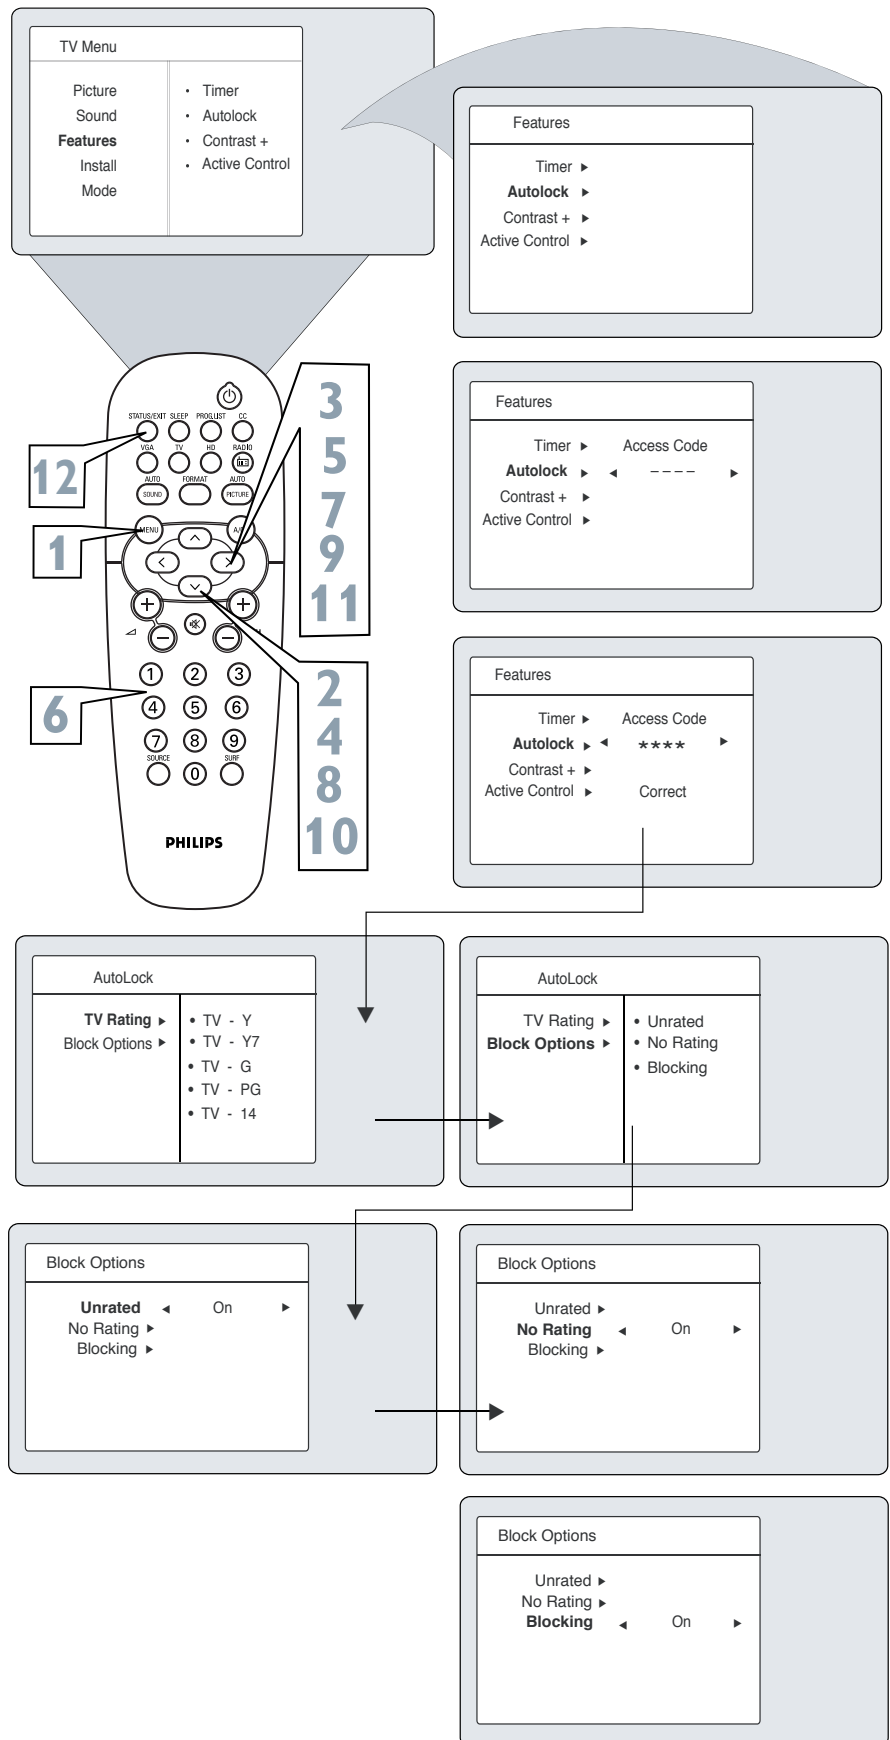 TV Menu
Picture
Sound
Features
Install
Mode
• Timer
• Autolock
• Contrast +
• Active Control
Features
Timer
Autolock
Contrast +
Active Control
Features
Timer
Autolock
Contrast +
Active Control
Access Code
– – – –
STATUS/EXIT SLEEP PROG.LIST CC
VGA TV HD RADIO
AUTO FORMAT AUTO
SOUND PICTURE
MENU
1 2 3
4 5 6
7 8 9
SOURCE 0 SURF
PHILIPS
12
1
6
3
5
7
9
11
2
4
8
10
Features
Timer
Autolock
Contrast +
Active Control
Access Code
****
Correct
AutoLock
TV Rating
Block Options
• TV - Y
• TV - Y7
• TV - G
• TV - PG
• TV - 14
AutoLock
TV Rating
Block Options
• Unrated
• No Rating
• Blocking
Block Options
Unrated On
No Rating
Blocking
Block Options
Unrated
No Rating On
Blocking
Block Options
Unrated
No Rating
Blocking On